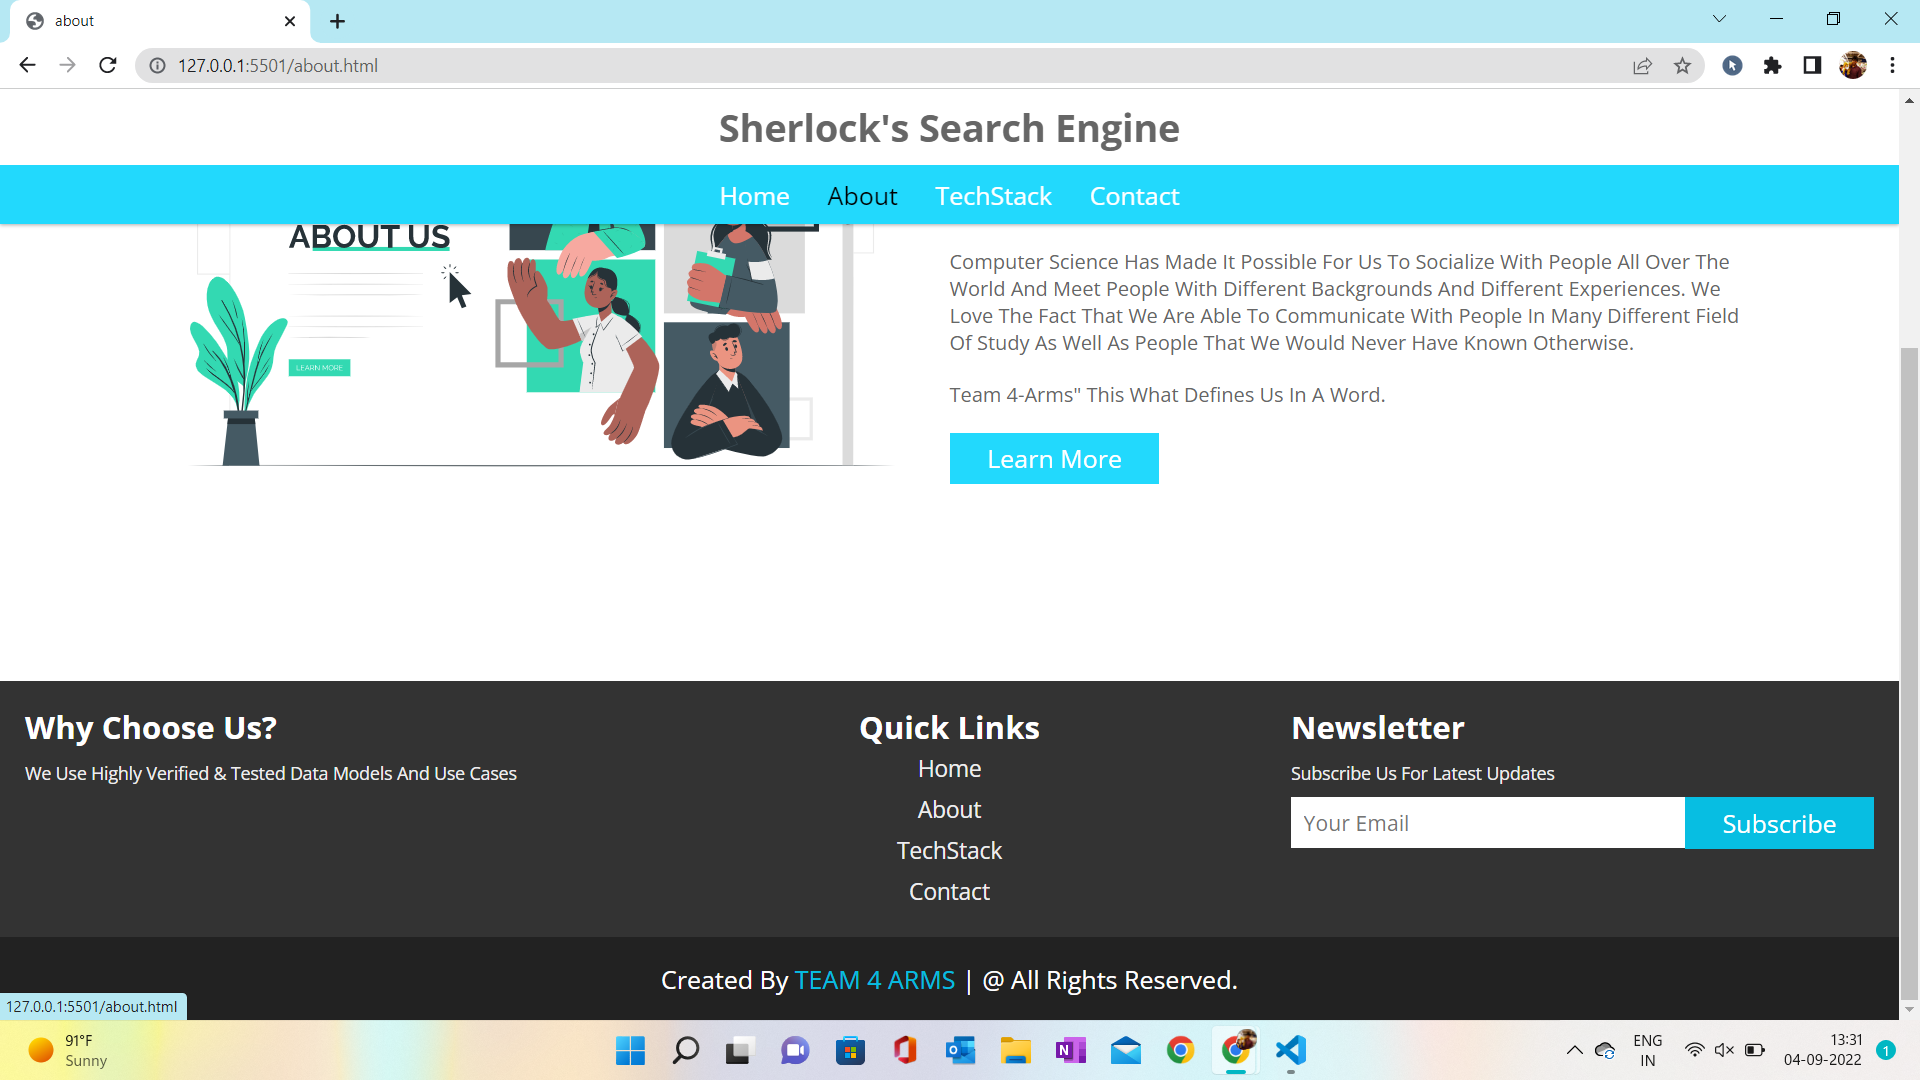 about
127.0.0.1:5501/about.html
Sherlock's Search Engine
Home About TechStack Contact
ABOUT US
LEARN MORE
Computer Science Has Made It Possible For Us To Socialize With People All Over The
World And Meet People With Different Backgrounds And Different Experiences. We
Love The Fact That We Are Able To Communicate With People In Many Different Field
Of Study As Well As People That We Would Never Have Known Otherwise.
Team 4-Arms" This What Defines Us In A Word.
Learn More
Why Choose Us?
We Use Highly Verified & Tested Data Models And Use Cases
Quick Links
Home
About
TechStack
Contact
Newsletter
Subscribe Us For Latest Updates
Your Email
Subscribe
Created By TEAM 4 ARMS | @ All Rights Reserved.
127.0.0.1:5501/about.html
91°F
Sunny
N
ENG
IN
13:31
04-09-2022
1